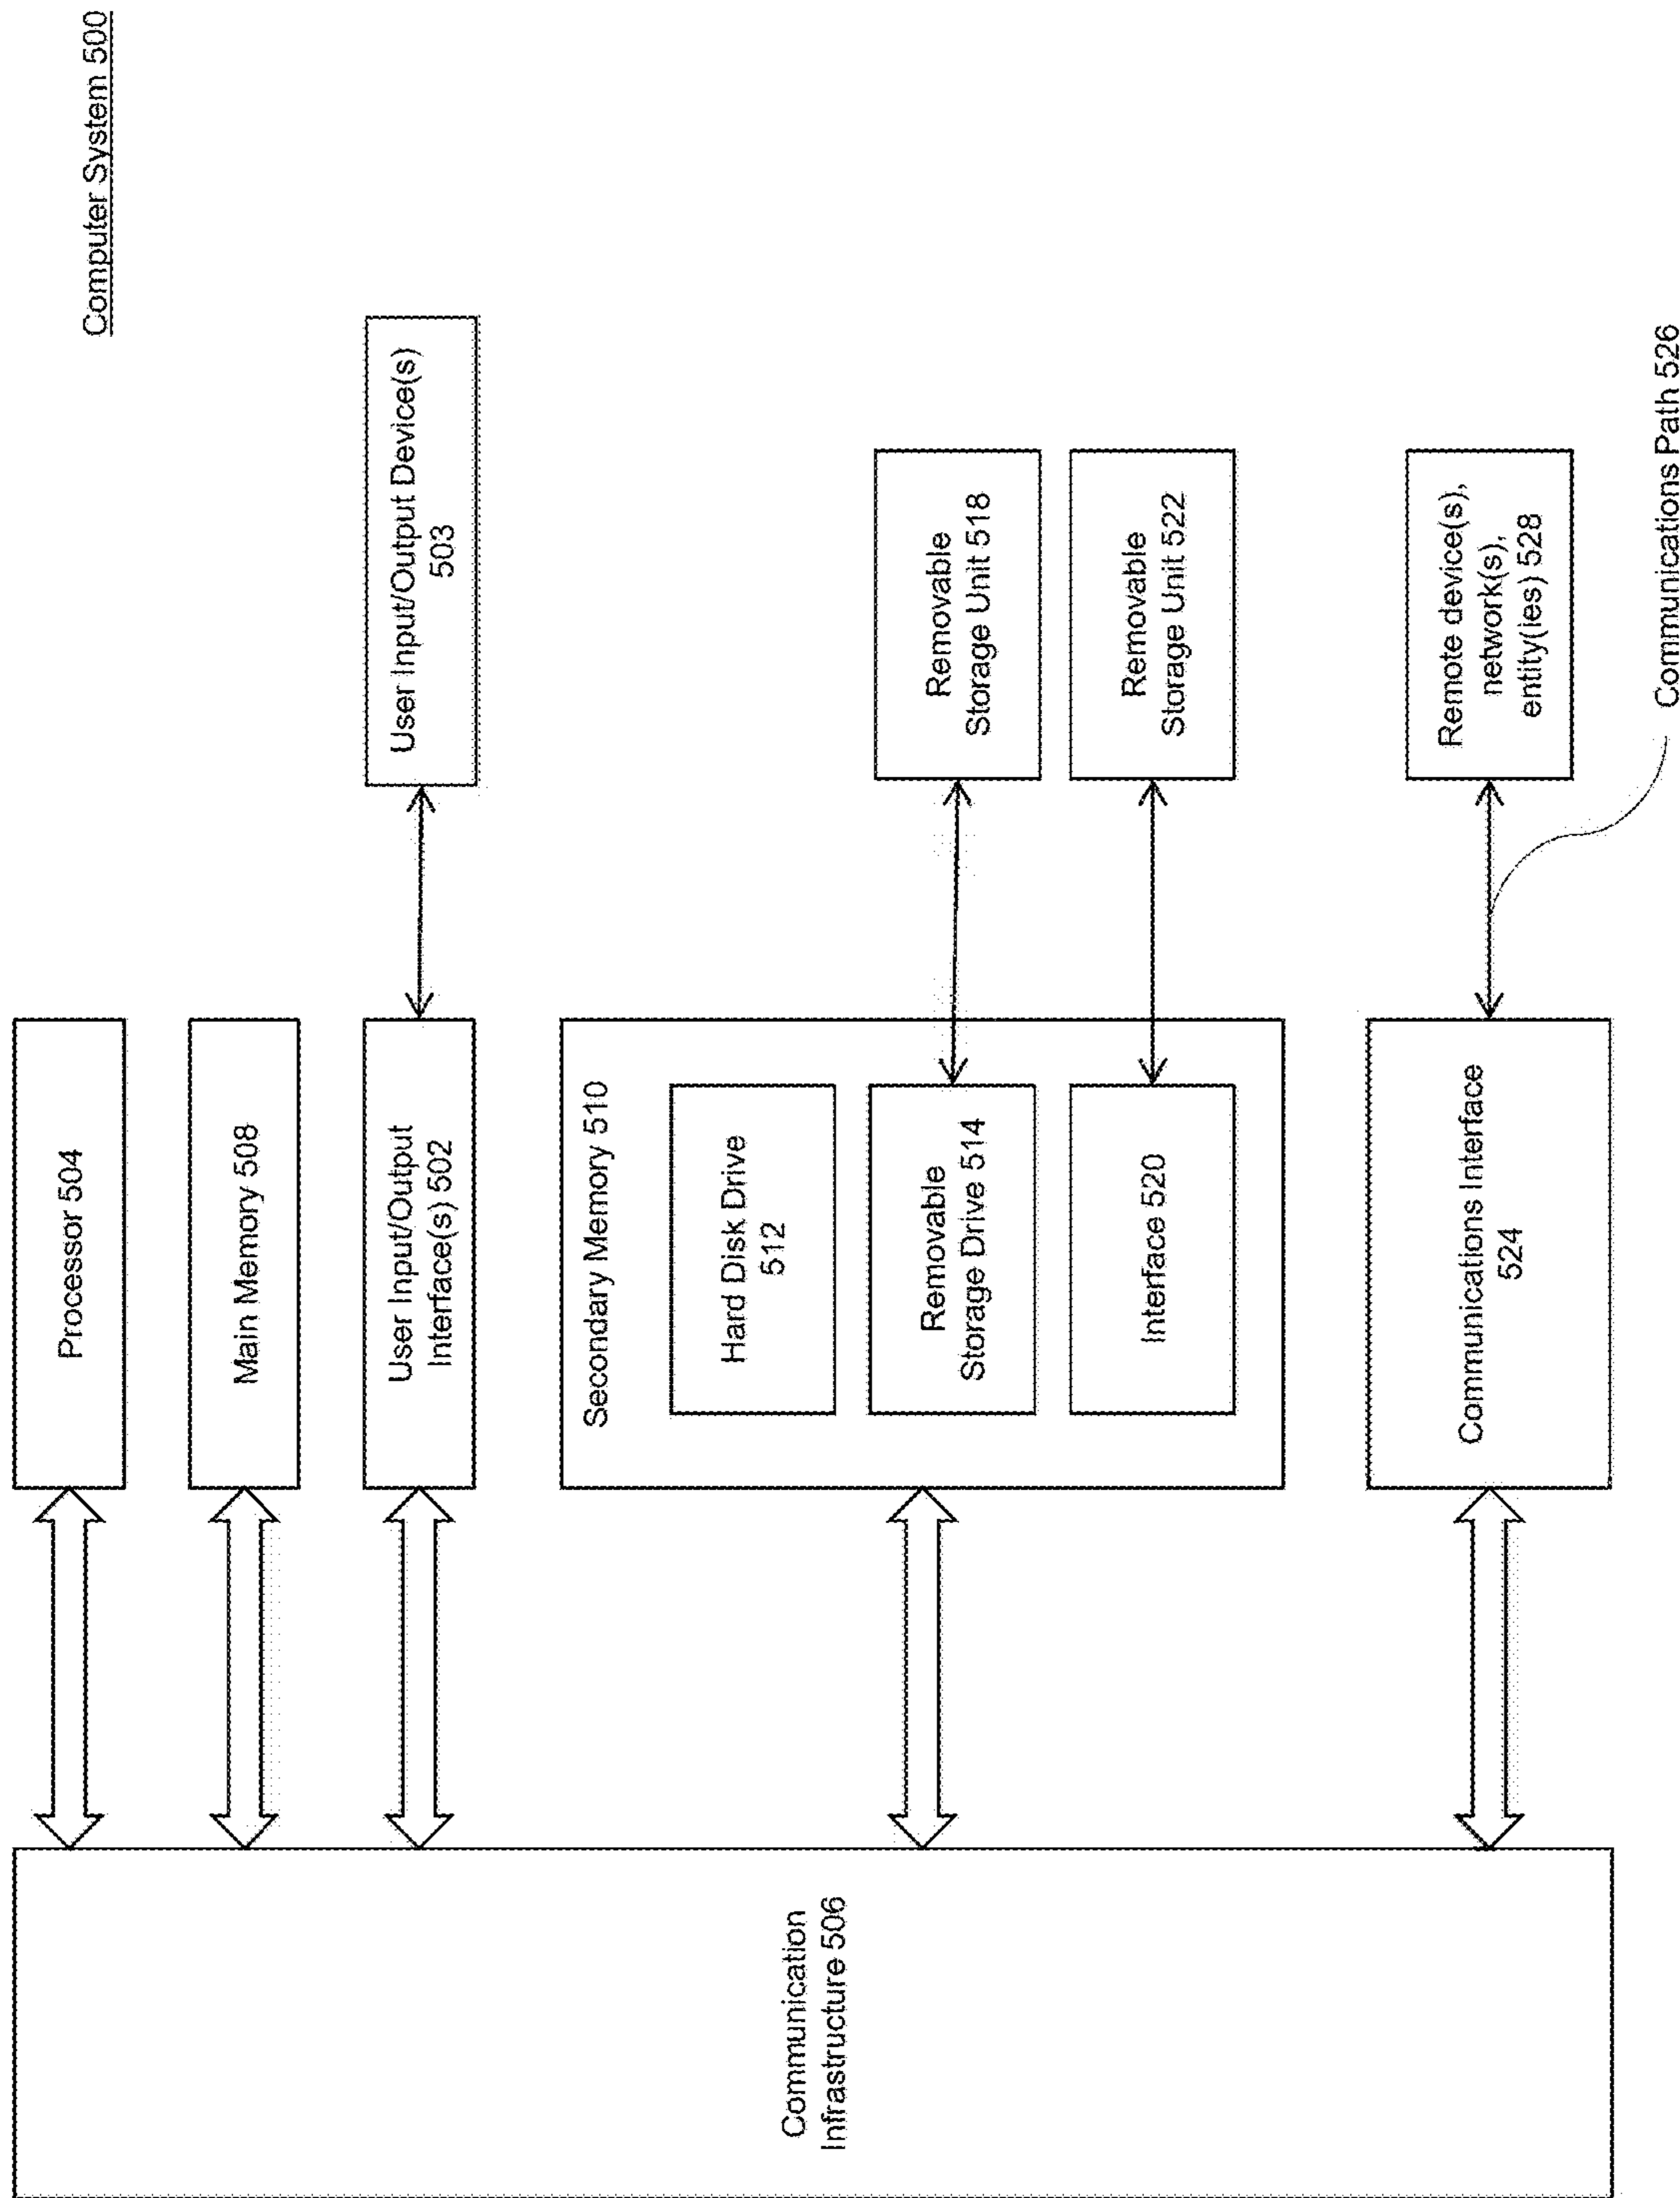 Computer System 500
Processor 504
Main Memory 508
User Input/Output
Interface(s) 502
User Input/Output Device(s)
503
Secondary Memory 510
Hard Disk Drive
512
Removable
Storage Drive 514
Removable
Storage Unit 518
Interface 520
Removable
Storage Unit 522
Communications Interface
524
Remote device(s),
network(s),
entity(ies) 528
Communications Path 526
Communication
Infrastructure 506